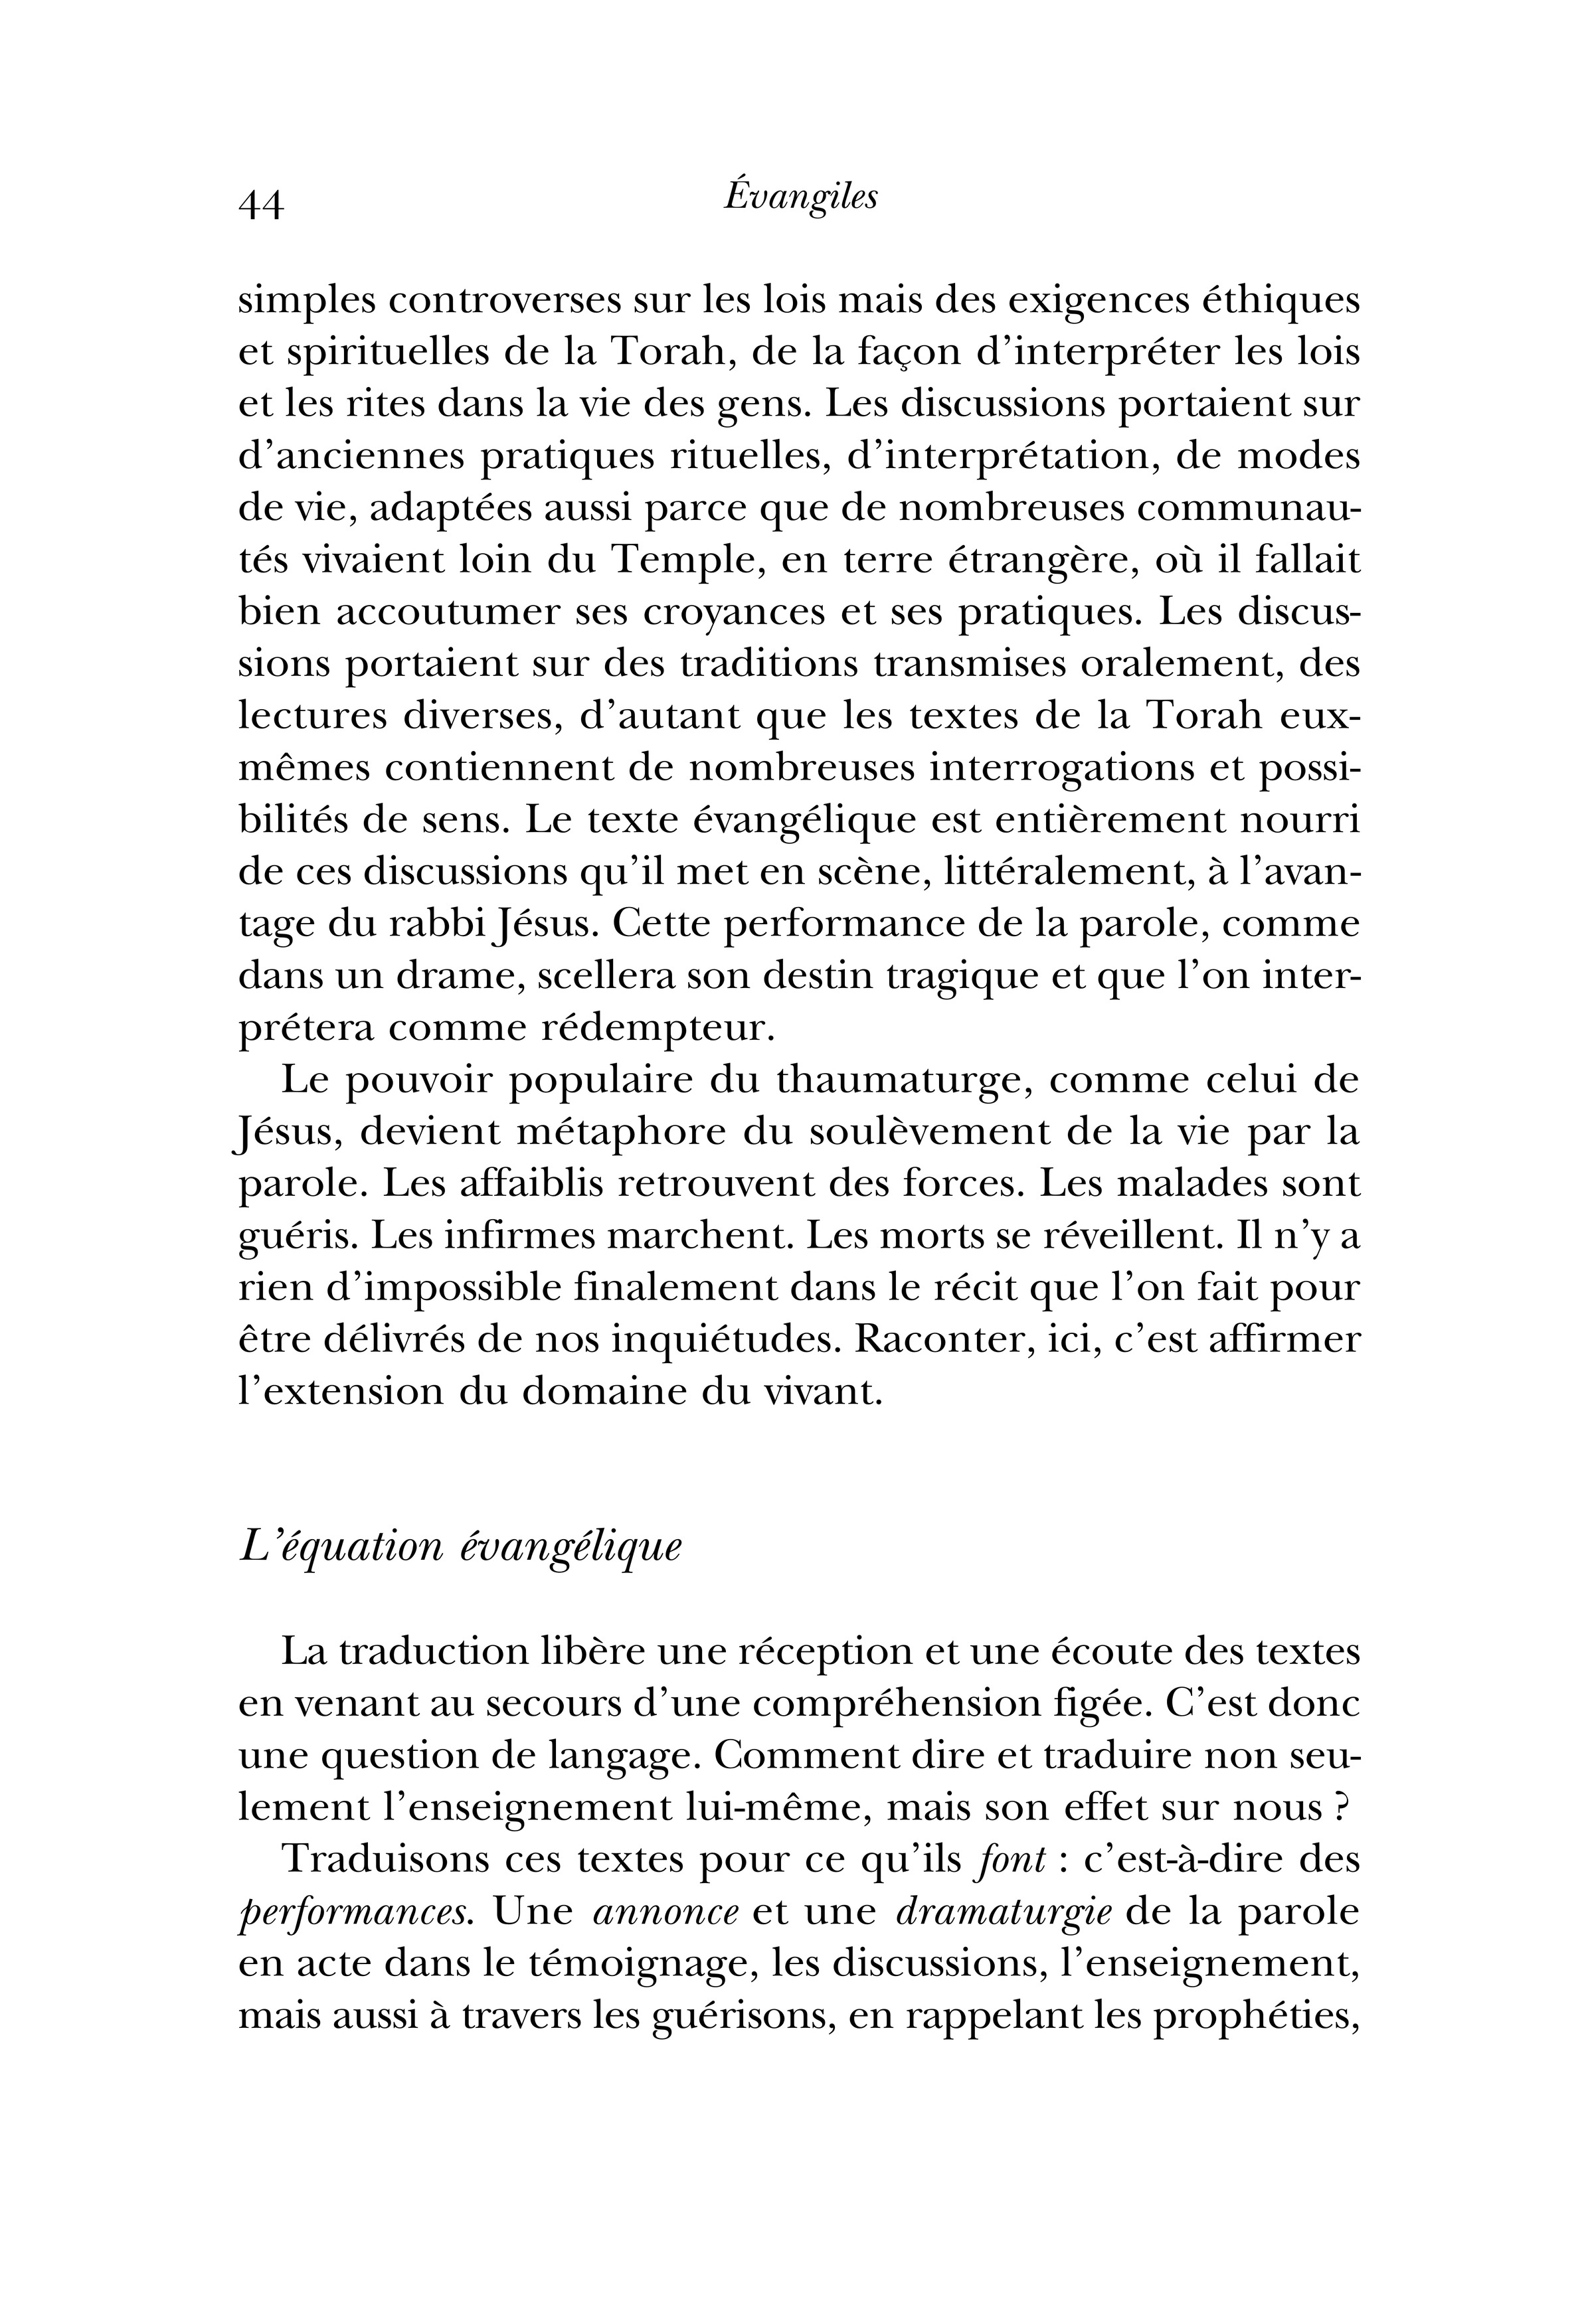 44
Évangiles
simples controverses sur les lois mais des exigences éthiques
et spirituelles de la Torah, de la façon d’interpréter les lois
et les rites dans la vie des gens. Les discussions portaient sur
d’anciennes pratiques rituelles, d’interprétation, de modes
de vie, adaptées aussi parce que de nombreuses communau-
tés vivaient loin du Temple, en terre étrangère, où il fallait
bien accoutumer ses croyances et ses pratiques. Les discus-
sions portaient sur des traditions transmises oralement, des
lectures diverses, d’autant que les textes de la Torah eux-
mêmes contiennent de nombreuses interrogations et possi-
bilités de sens. Le texte évangélique est entièrement nourri
de ces discussions qu’il met en scène, littéralement, à l’avan-
tage du rabbi Jésus. Cette performance de la parole, comme
dans un drame, scellera son destin tragique et que l’on inter-
prétera comme rédempteur.
Le pouvoir populaire du thaumaturge, comme celui de
Jésus, devient métaphore du soulèvement de la vie par la
parole. Les affaiblis retrouvent des forces. Les malades sont
guéris. Les infirmes marchent. Les morts se réveillent. Il n’y a
rien d’impossible finalement dans le récit que l’on fait pour
être délivrés de nos inquiétudes. Raconter, ici, c’est affirmer
l’extension du domaine du vivant.
L’équation évangélique
La traduction libère une réception et une écoute des textes
en venant au secours d’une compréhension figée. C’est donc
une question de langage. Comment dire et traduire non seu-
lement l’enseignement lui-même, mais son effet sur nous ?
Traduisons ces textes pour ce qu’ils font : c’est-à-dire des
performances. Une annonce et une dramaturgie de la parole
en acte dans le témoignage, les discussions, l’enseignement,
mais aussi à travers les guérisons, en rappelant les prophéties,